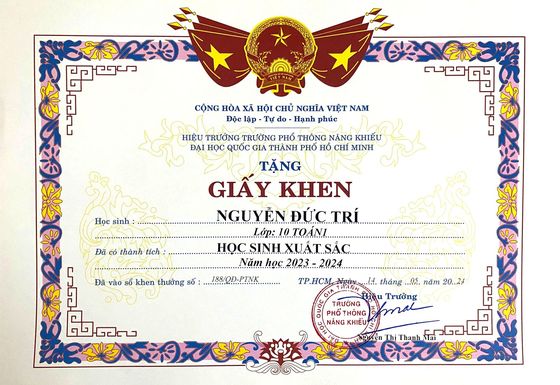 VIỆT NAM
CỘNG HÒA XÃ HỘI CHỦ NGHĨA VIỆT NAM
Độc lập - Tự do - Hạnh phúc
HIỆU TRƯỞNG TRƯỜNG PHỔ THÔNG NĂNG KHIẾU
ĐẠI HỌC QUỐC GIA THÀNH PHỐ HỒ CHÍ MINH
TẶNG
GIẤY KHEN
Học sinh : NGUYỄN ĐỨC TRÍ
Lớp: 10 TOÁN1
Đã có thành tích : HỌC SINH XUẤT SẮC
Năm học 2023 - 2024
Đã vào sổ khen thưởng số : 188/QĐ-PTNK TP.HCM, Ngày 14 tháng 05 năm 2024
Hiệu Trưởng
TRƯỜNG
PHỔ THÔNG
NĂNG KHIẾU
Nguyễn Thị Thanh Mai